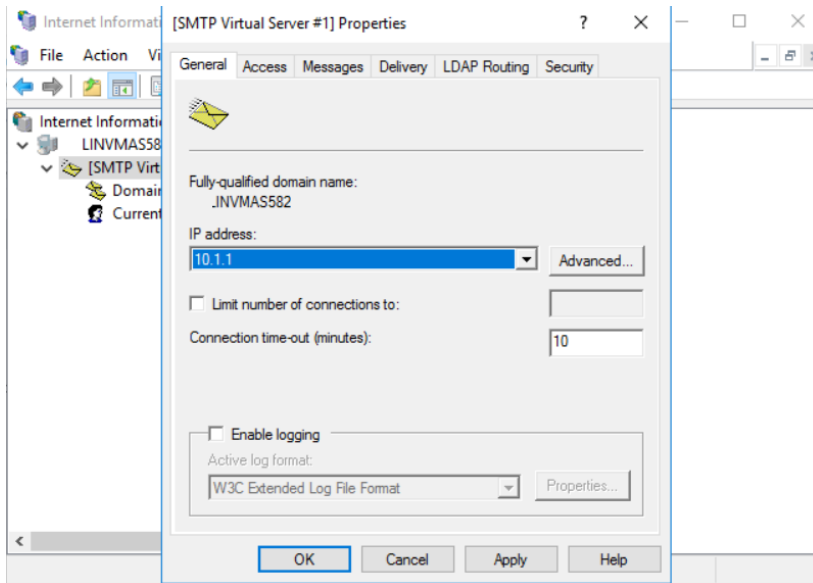 Internet Informati
[SMTP Virtual Server #1] Properties
?
File Action Vi
General Access Messages Delivery LDAP Routing Security
Internet Informati
LINVMAS58
[SMTP Virt
Domair
Current
Fully-qualified domain name:
.INVMAS582
IP address:
10.1.1
Advanced...
Limit number of connections to:
Connection time-out (minutes):
10
Enable logging
Active log format:
W3C Extended Log File Format
Properties...
OK Cancel Apply Help